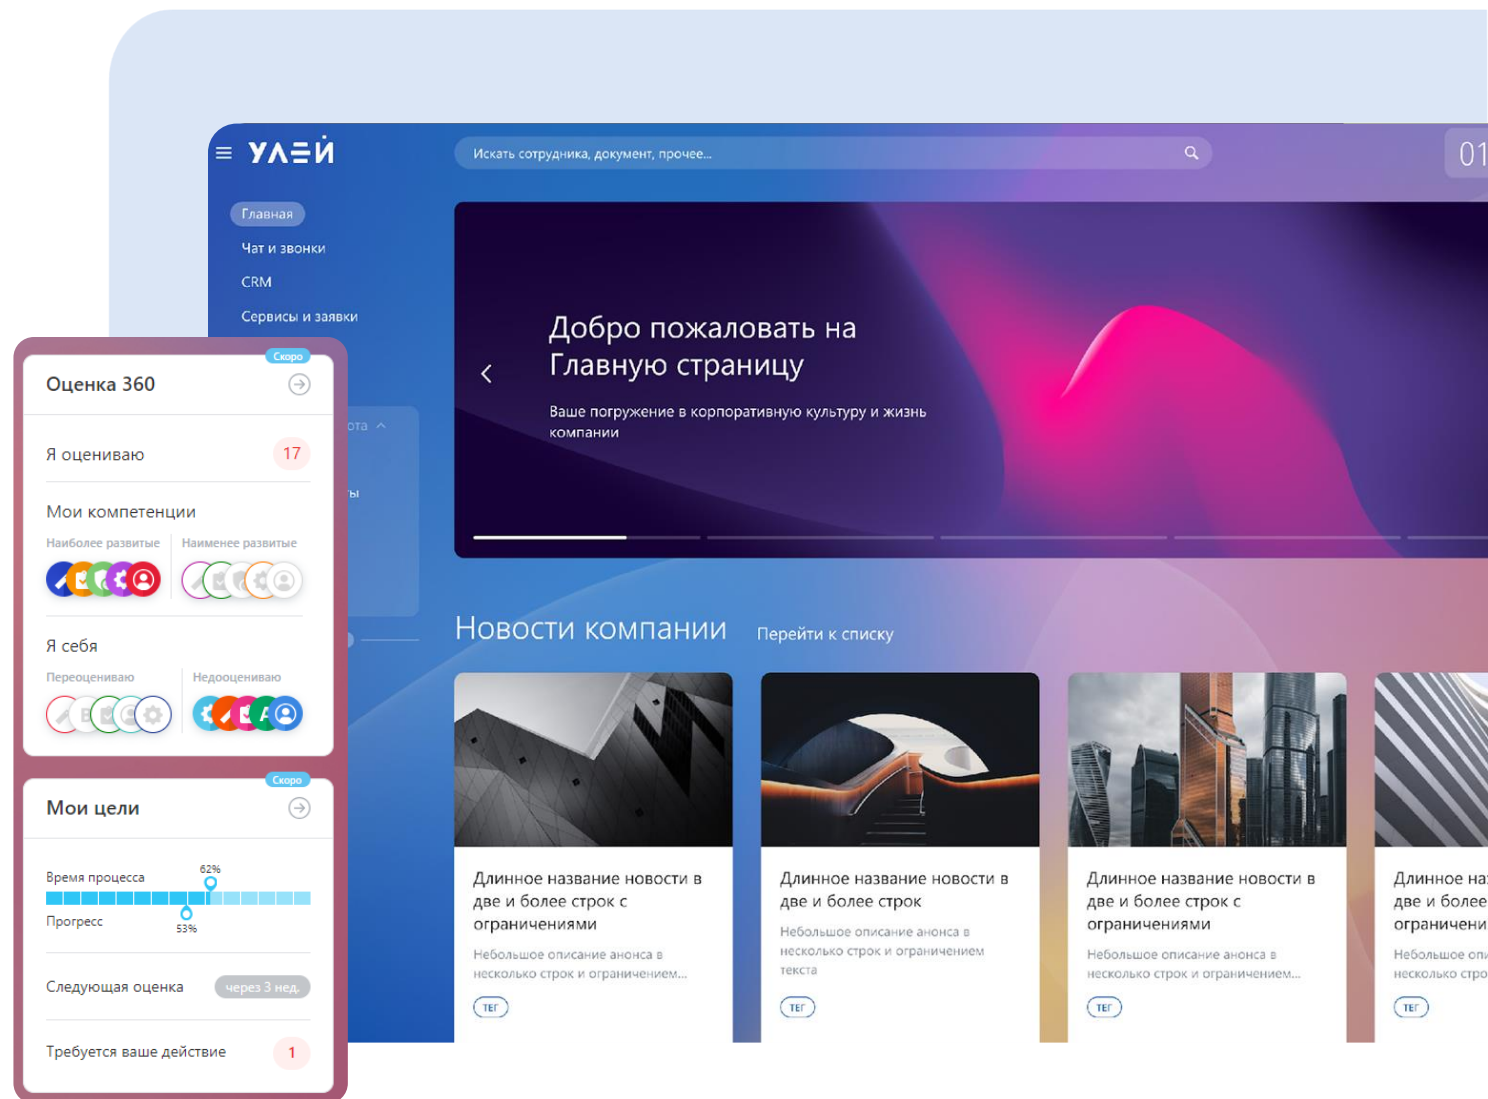 УЛЕЙ
Искать сотрудника, документ, прочее...
01
Главная
Чат и звонки
CRM
Сервисы и заявки
Добро пожаловать на
Главную страницу
Ваше погружение в корпоративную культуру и жизнь
компании
Скоро
Оценка 360
Я оцениваю
17
Мои компетенции
Наиболее развитые
Наименее развитые
Я себя
Переоцениваю
Недооцениваю
Скоро
Мои цели
Время процесса
62%
Прогресс
53%
Следующая оценка
через 3 нед.
Требуется ваше действие
1
Новости компании
Перейти к списку
Длинное название новости в
две и более строк с
ограничениями
Небольшое описание анонса в
несколько строк и ограничением...
ТЕГ
Длинное название новости в
две и более строк
Небольшое описание анонса в
несколько строк и ограничением
текста
ТЕГ
Длинное название новости в
две и более строк с
ограничениями
Небольшое описание анонса в
несколько строк и ограничением...
ТЕГ
Длинное
две и более
ТЕГ